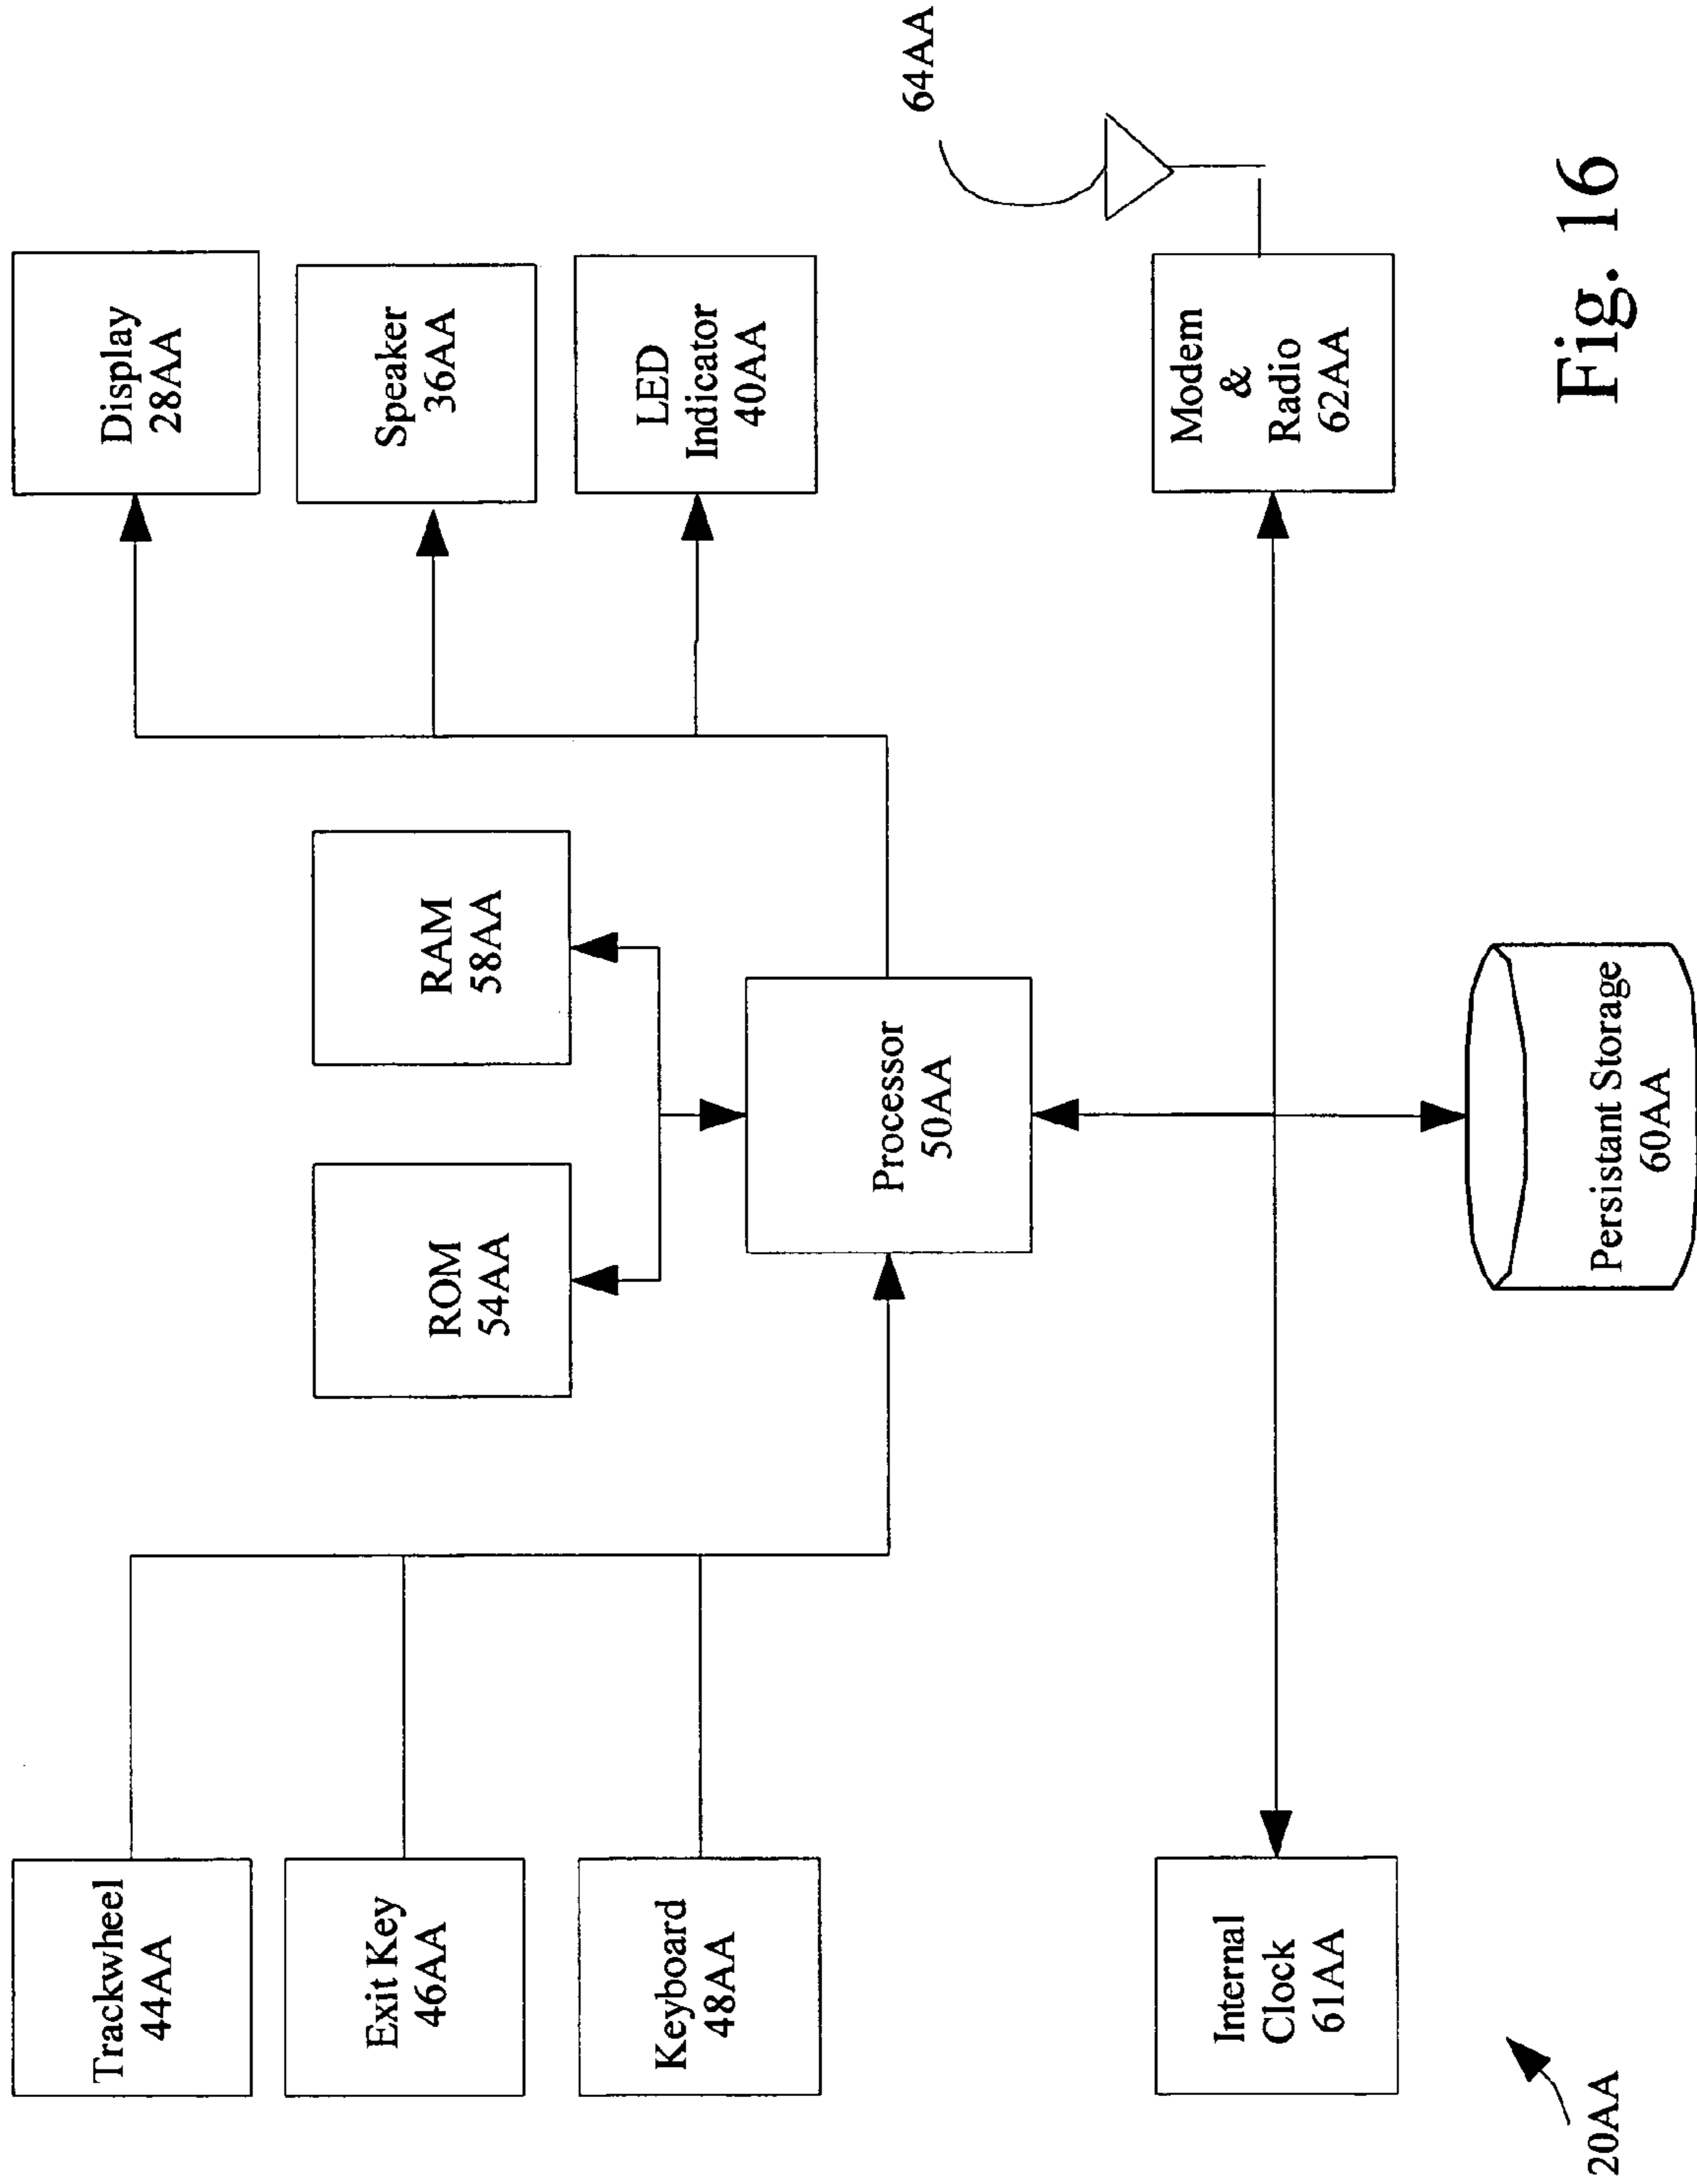 Trackwheel
44AA
Exit Key
46AA
Keyboard
48AA
ROM
54AA
RAM
58AA
Display
28AA
Speaker
36AA
LED
Indicator
40AA
Processor
50AA
64AA
Internal
Clock
61AA
Modem
&
Radio
62AA
Persistant Storage
60AA
20AA
Fig. 16